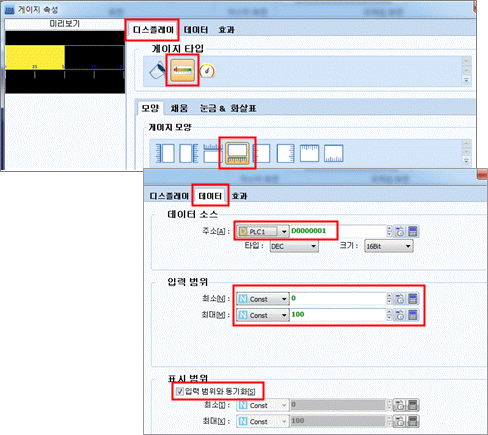 게이지 속성
미리보기
디스플레이 데이터 효과
게이지 타입
모양 채움 눈금 & 화살표
게이지 모양
디스플레이 데이터 효과
데이터 소스
주소[A] : PLC1 D0000001
타입 : DEC 크기 : 16Bit
입력 범위
최소[N] : N Const 0
최대[M] : N Const 100
표시 범위
입력 범위와 동기화[S]
최소[I] : N Const 0
최대[X] : N Const 100